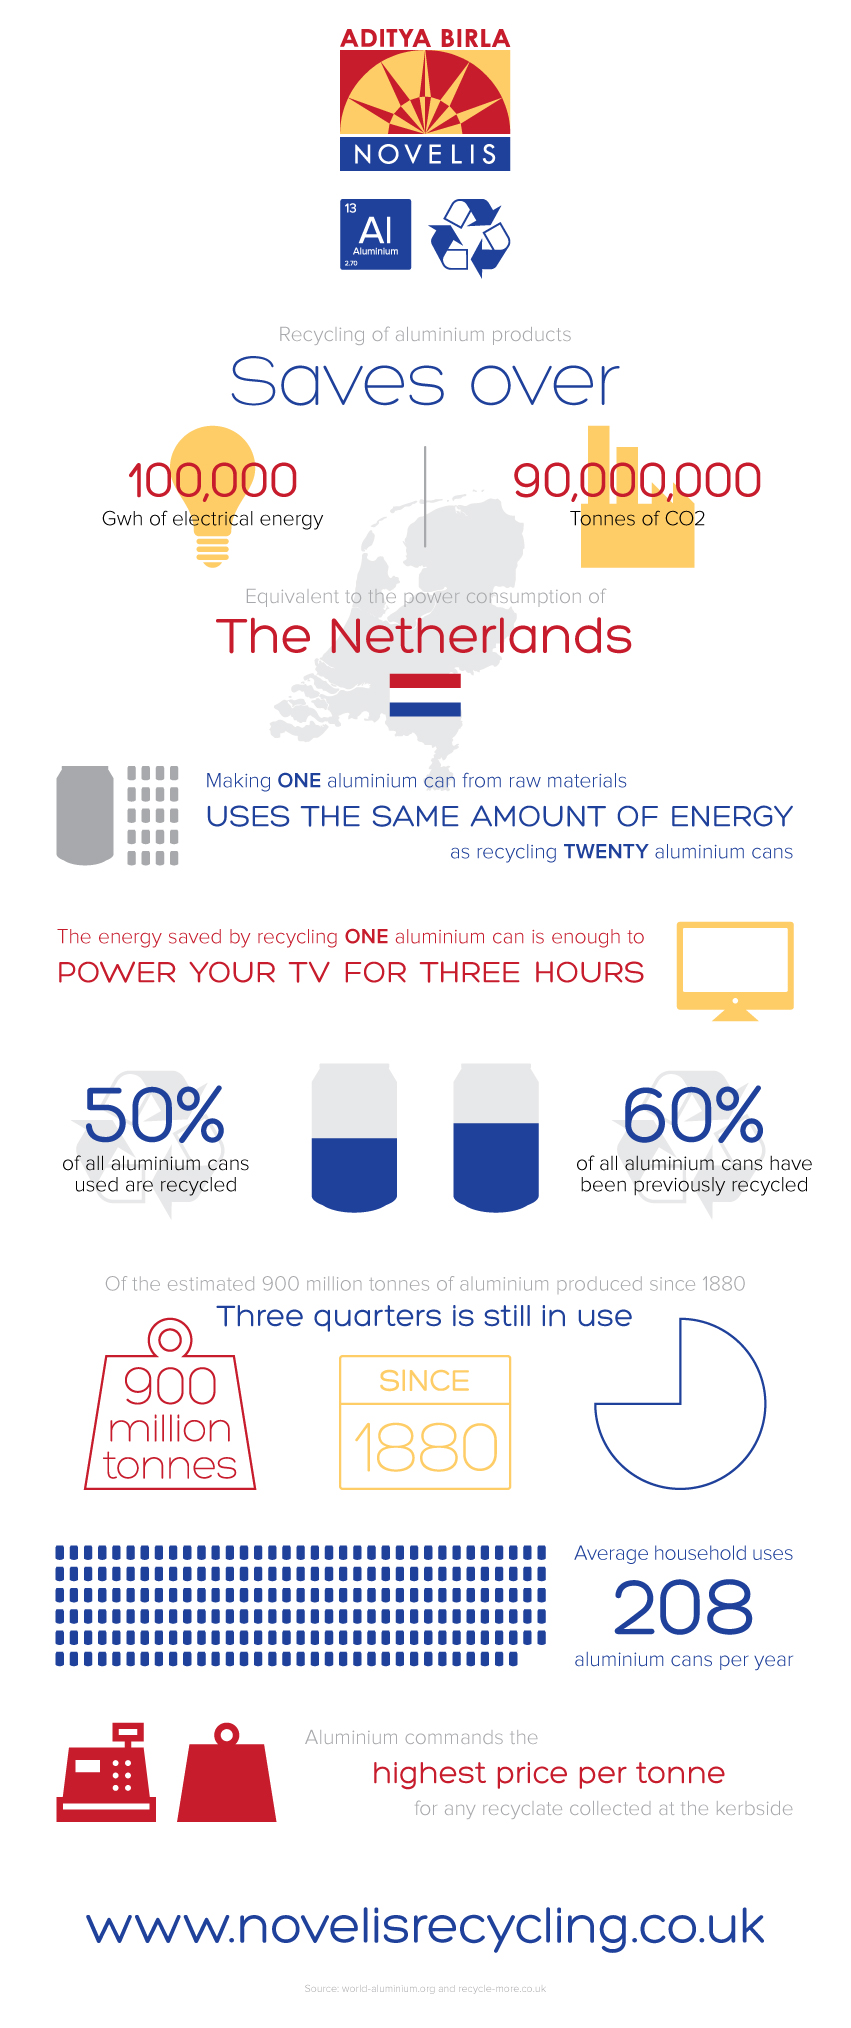 ADITYA BIRLA
NOVELIS
13
Al
Aluminium
2.70
Recycling of aluminium products
Saves over
100,000
Gwh of electrical energy
90,000,000
Tonnes of CO2
Equivalent to the power consumption of
The Netherlands
Making ONE aluminium can from raw materials
USES THE SAME AMOUNT OF ENERGY
as recycling TWENTY aluminium cans
The energy saved by recycling ONE aluminium can is enough to
POWER YOUR TV FOR THREE HOURS
50%
of all aluminium cans
used are recycled
60%
of all aluminium cans have
been previously recycled
Of the estimated 900 million tonnes of aluminium produced since 1880
Three quarters is still in use
900
million
tonnes
SINCE
1880
Average household uses
208
aluminium cans per year
Aluminium commands the
highest price per tonne
for any recyclate collected at the kerbside
www.novelisrecycling.co.uk
Source: world-aluminium.org and recycle-more.co.uk